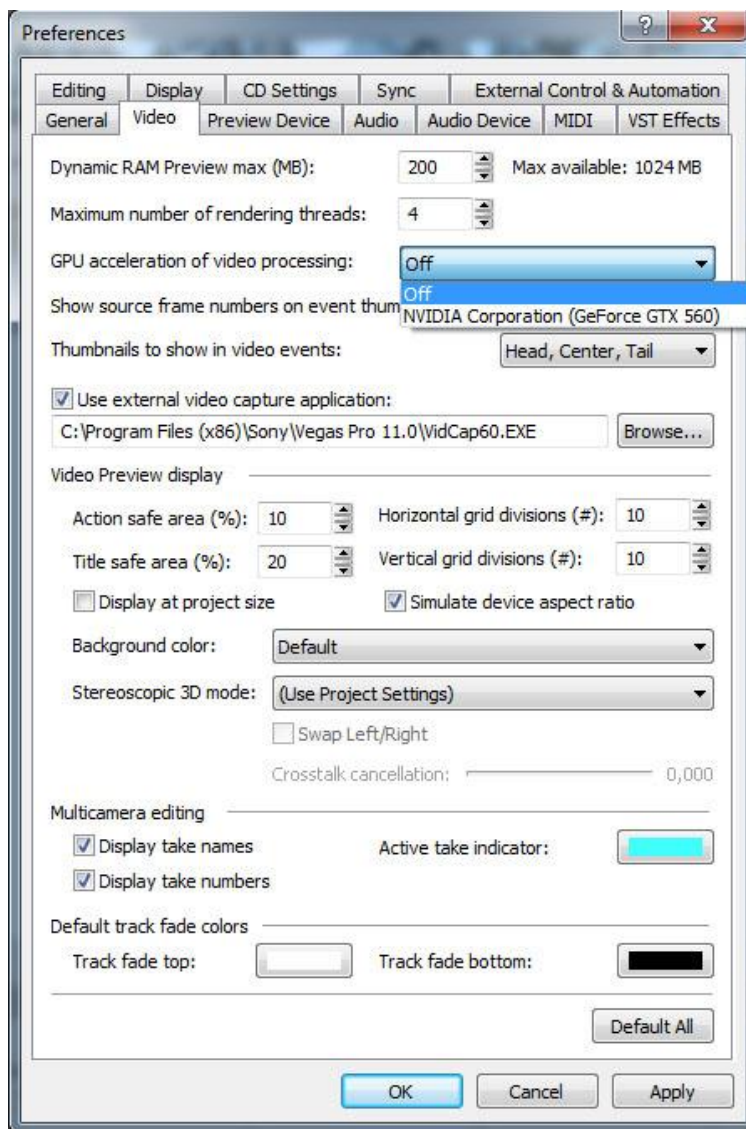 Preferences
Editing Display CD Settings Sync External Control & Automation
General Video Preview Device Audio Audio Device MIDI VST Effects
Dynamic RAM Preview max (MB): 200 Max available: 1024 MB
Maximum number of rendering threads: 4
GPU acceleration of video processing: Off
Off
Show source frame numbers on event thum
NVIDIA Corporation (GeForce GTX 560)
Thumbnails to show in video events: Head, Center, Tail
Use external video capture application:
C:\Program Files (x86)\Sony\Vegas Pro 11.0\VidCap60.EXE Browse...
Video Preview display
Action safe area (%): 10 Horizontal grid divisions (#): 10
Title safe area (%): 20 Vertical grid divisions (#): 10
Display at project size Simulate device aspect ratio
Background color: Default
Stereoscopic 3D mode: (Use Project Settings)
Swap Left/Right
Crosstalk cancellation: 0,000
Multicamera editing
Display take names Active take indicator:
Display take numbers
Default track fade colors
Track fade top: Track fade bottom:
Default All
OK Cancel Apply